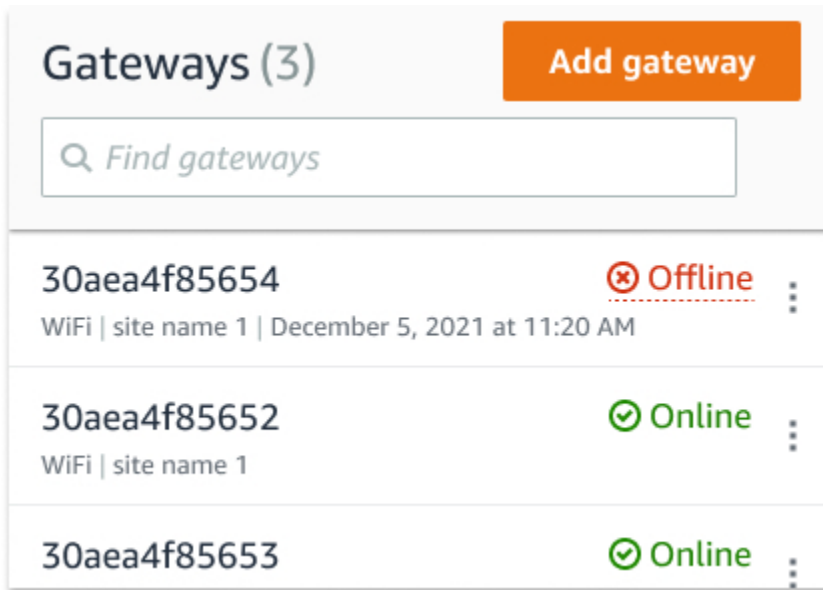 Gateways (3)
Add gateway
Find gateways
30aea4f85654
Offline
WiFi | site name 1 | December 5, 2021 at 11:20 AM
30aea4f85652
Online
WiFi | site name 1
30aea4f85653
Online